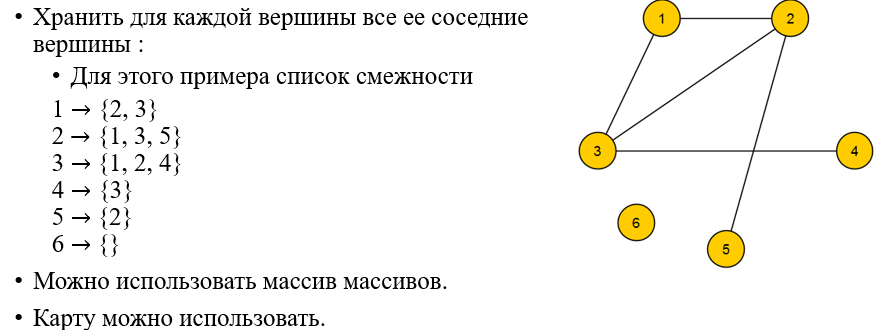 • Хранить для каждой вершины все ее соседние
вершины :
• Для этого примера список смежности
1 → {2, 3}
2 → {1, 3, 5}
3 → {1, 2, 4}
4 → {3}
5 → {2}
6 → {}
• Можно использовать массив массивов.
• Карту можно использовать.
1
2
3
4
6
5